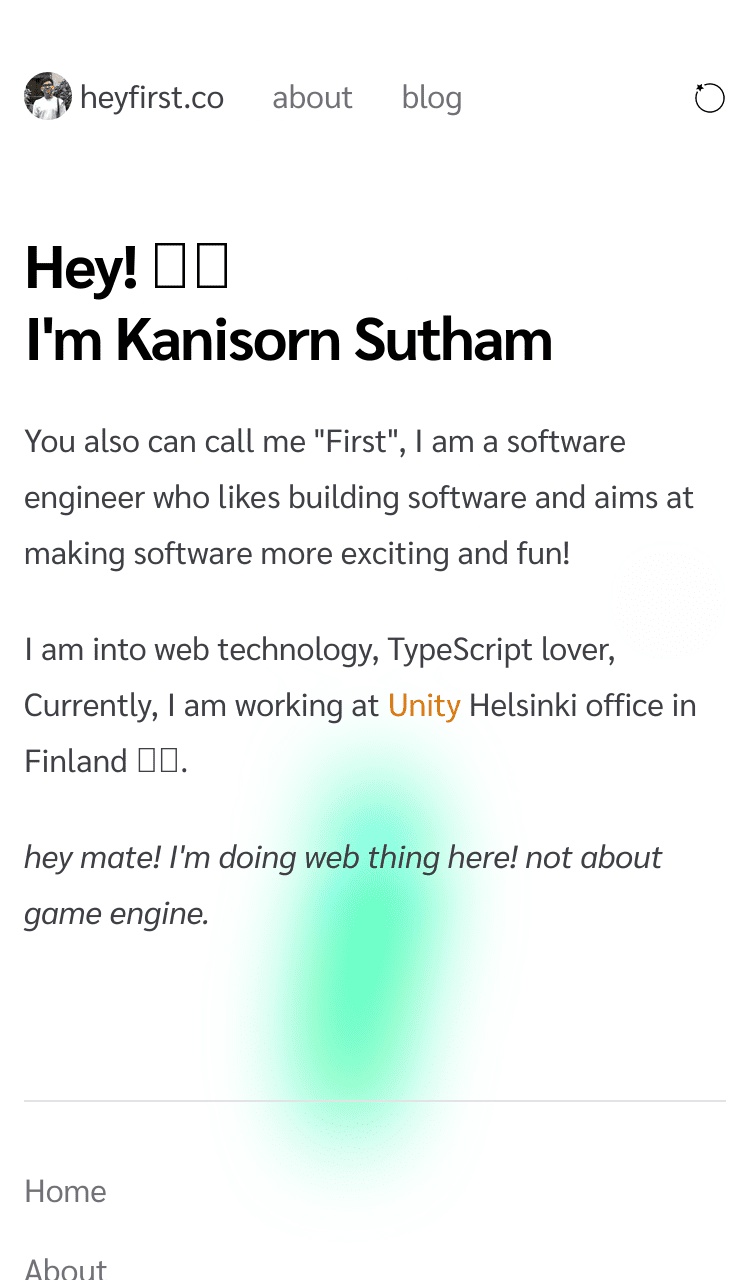 heyfirst.co about blog
Hey! 
I'm Kanisorn Sutham
You also can call me "First", I am a software
engineer who likes building software and aims at
making software more exciting and fun!
I am into web technology, TypeScript lover,
Currently, I am working at Unity Helsinki office in
Finland .
hey mate! I'm doing web thing here! not about
game engine.
Home
About